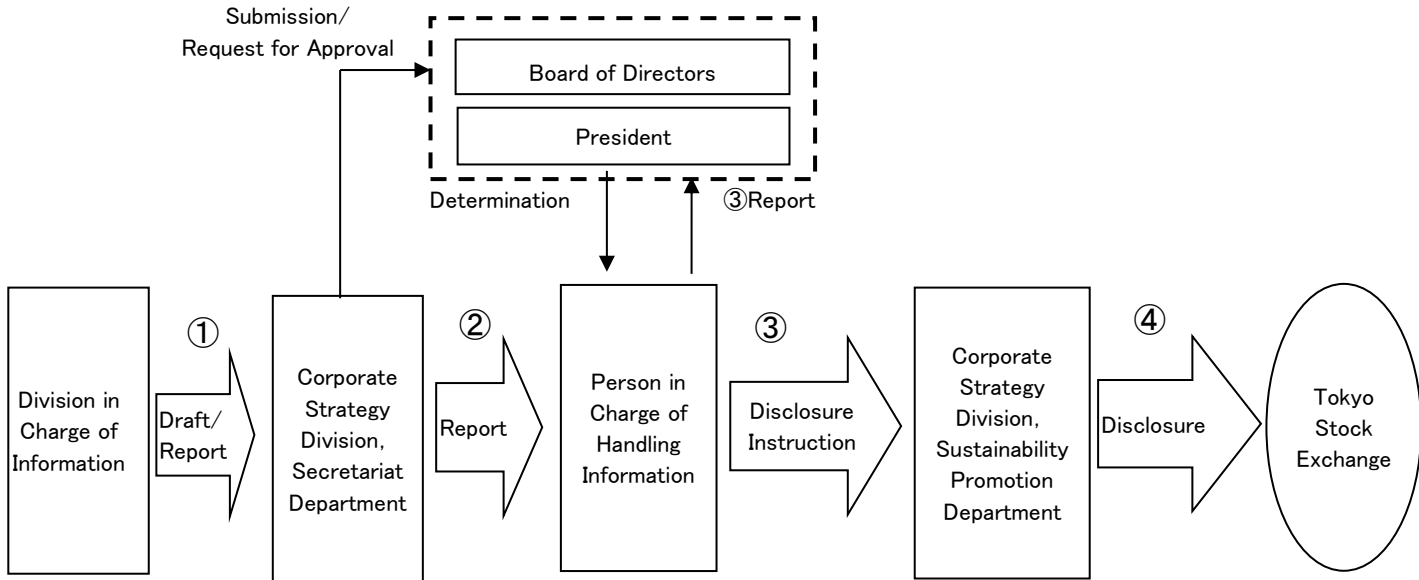 Submission/
Request for Approval
Board of Directors
President
Determination
③Report
Division in
Charge of
Information
①
Draft/
Report
Corporate
Strategy
Division,
Secretariat
Department
②
Report
Person in
Charge of
Handling
Information
③
Disclosure
Instruction
Corporate
Strategy
Division,
Sustainability
Promotion
Department
④
Disclosure
Tokyo
Stock
Exchange